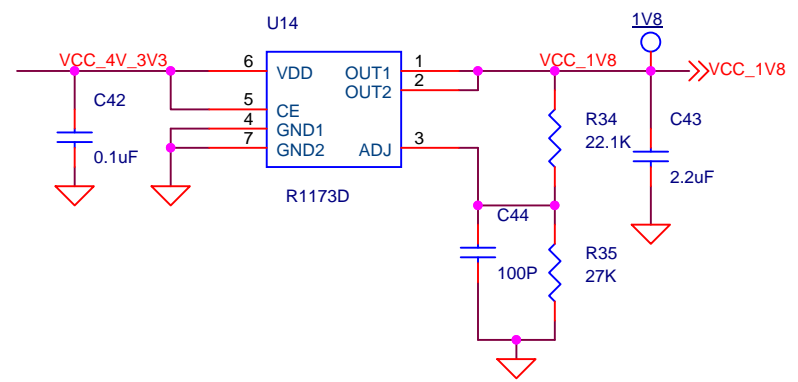 U14
1V8
VCC_4V_3V3
6
VDD
OUT1
1
VCC_1V8
VCC_1V8
OUT2
2
C42
5
CE
R34
C43
4
GND1
22.1K
0.1uF
7
GND2
ADJ
3
2.2uF
R1173D
C44
R35
100P
27K